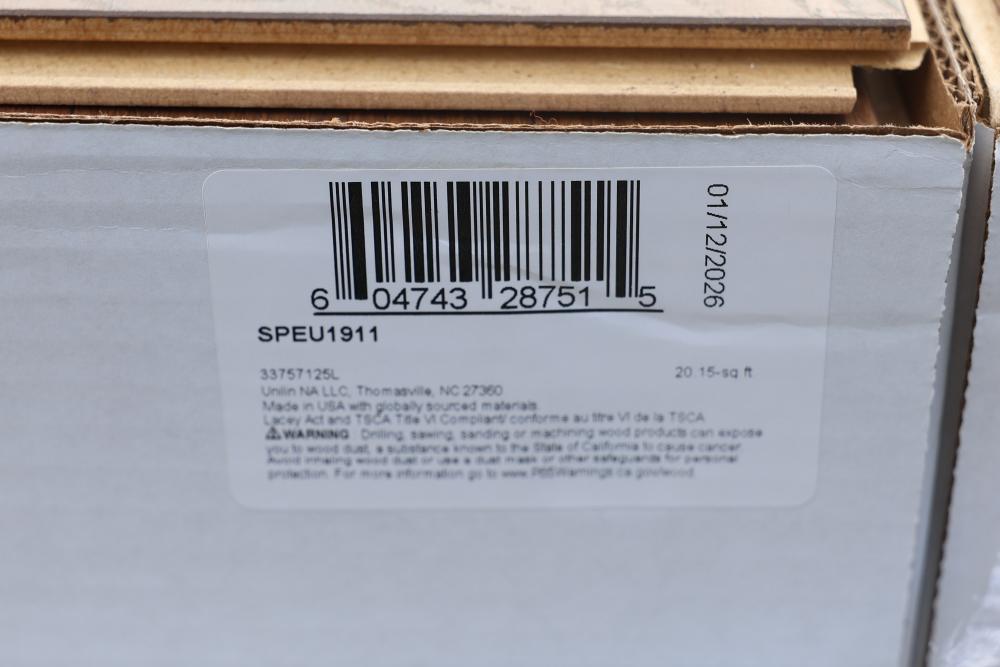 6 04743 28751 5
01/12/2026
SPEU1911
33757125L
20.15-sq ft
Unilin NA LLC, Thomasville, NC 27360
Made in USA with globally sourced materials.
Lacey Act and TSCA Title VI Compliant/ conforme au titre VI de la TSCA
⚠WARNING: Drilling, sawing, sanding or machining wood products can expose
you to wood dust, a substance known to the State of California to cause cancer.
Avoid inhaling wood dust or use a dust mask or other safeguards for personal
protection. For more information go to www.P65Warnings.ca.gov/wood